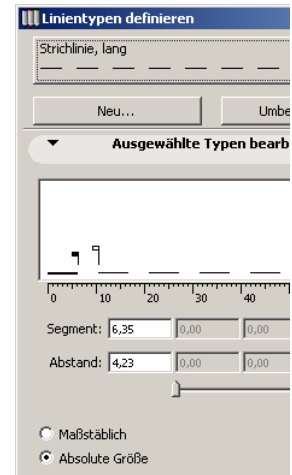 Linientypen definieren
Strichlinie, lang
Neu...
Ausgewählte Typen
0 10 20 30 40
Segment: 6,35 0,00 0,00
Abstand: 4,23 0,00 0,00
Maßstäblich
Absolute Größe